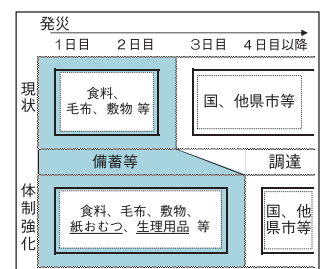 発災
1日目 2日目 3日目 4日目以降
現状
食料、
毛布、敷物 等
国、他県市等
備蓄等 調達
体制強化
食料、毛布、敷物、
紙おむつ、生理用品 等
国、他
県市等